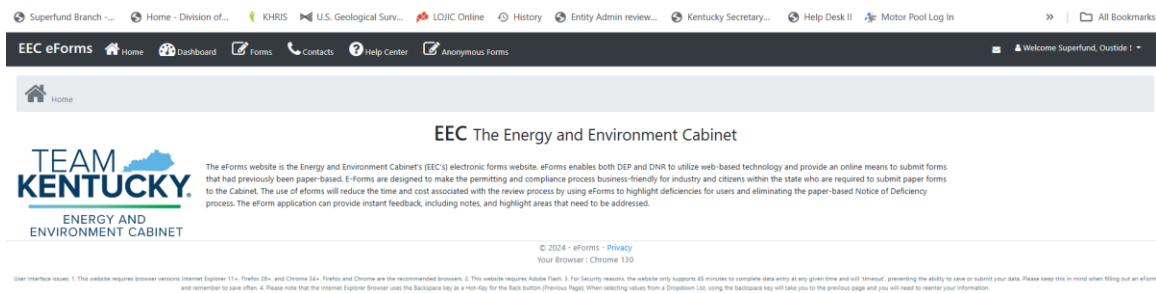 Superfund Branch -... Home - Division of... KHRIS U.S. Geological Surv... LOJIC Online History Entity Admin review... Kentucky Secretary... Help Desk II Motor Pool Log In » All Bookmarks
EEC eForms Home Dashboard Forms Contacts Help Center Anonymous Forms Welcome Superfund, Oustide !
Home
EEC The Energy and Environment Cabinet
TEAM
KENTUCKY.
ENERGY AND
ENVIRONMENT CABINET
The eForms website is the Energy and Environment Cabinet's (EEC's) electronic forms website. eForms enables both DEP and DNR to utilize web-based technology and provide an online means to submit forms
that had previously been paper-based. E-Forms are designed to make the permitting and compliance process business-friendly for industry and citizens within the state who are required to submit paper forms
to the Cabinet. The use of eforms will reduce the time and cost associated with the review process by using eForms to highlight deficiencies for users and eliminating the paper-based Notice of Deficiency
process. The eForm application can provide instant feedback, including notes, and highlight areas that need to be addressed.
© 2024 - eForms - Privacy
Your Browser : Chrome 130
User Interface Issues: 1. This website requires browser versions Internet Explorer 11+, Firefox 28+, and Chrome 34+. Firefox and Chrome are the recommended browsers. 2. This website requires Adobe Flash. 3. For Security reasons, the website only supports 45 minutes to complete data entry at any given time and will 'timeout', preventing the ability to save or submit your data. Please keep this in mind when filling out an eForm
and remember to save often. 4. Please note that the Internet Explorer Browser uses the Backspace key as a Hot-Key for the Back button (Previous Page). When selecting values from a Dropdown List, using the backspace key will take you to the previous page and you will need to reenter your information.